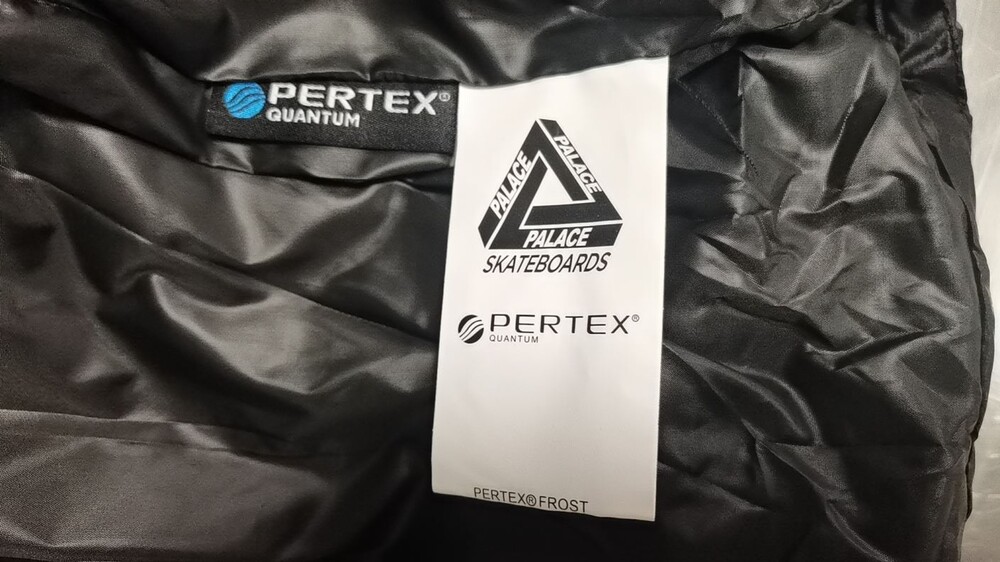 PERTEX®
QUANTUM
PALACE
PALACE
PALACE
SKATEBOARDS
PERTEX®
QUANTUM
PERTEX®FROST